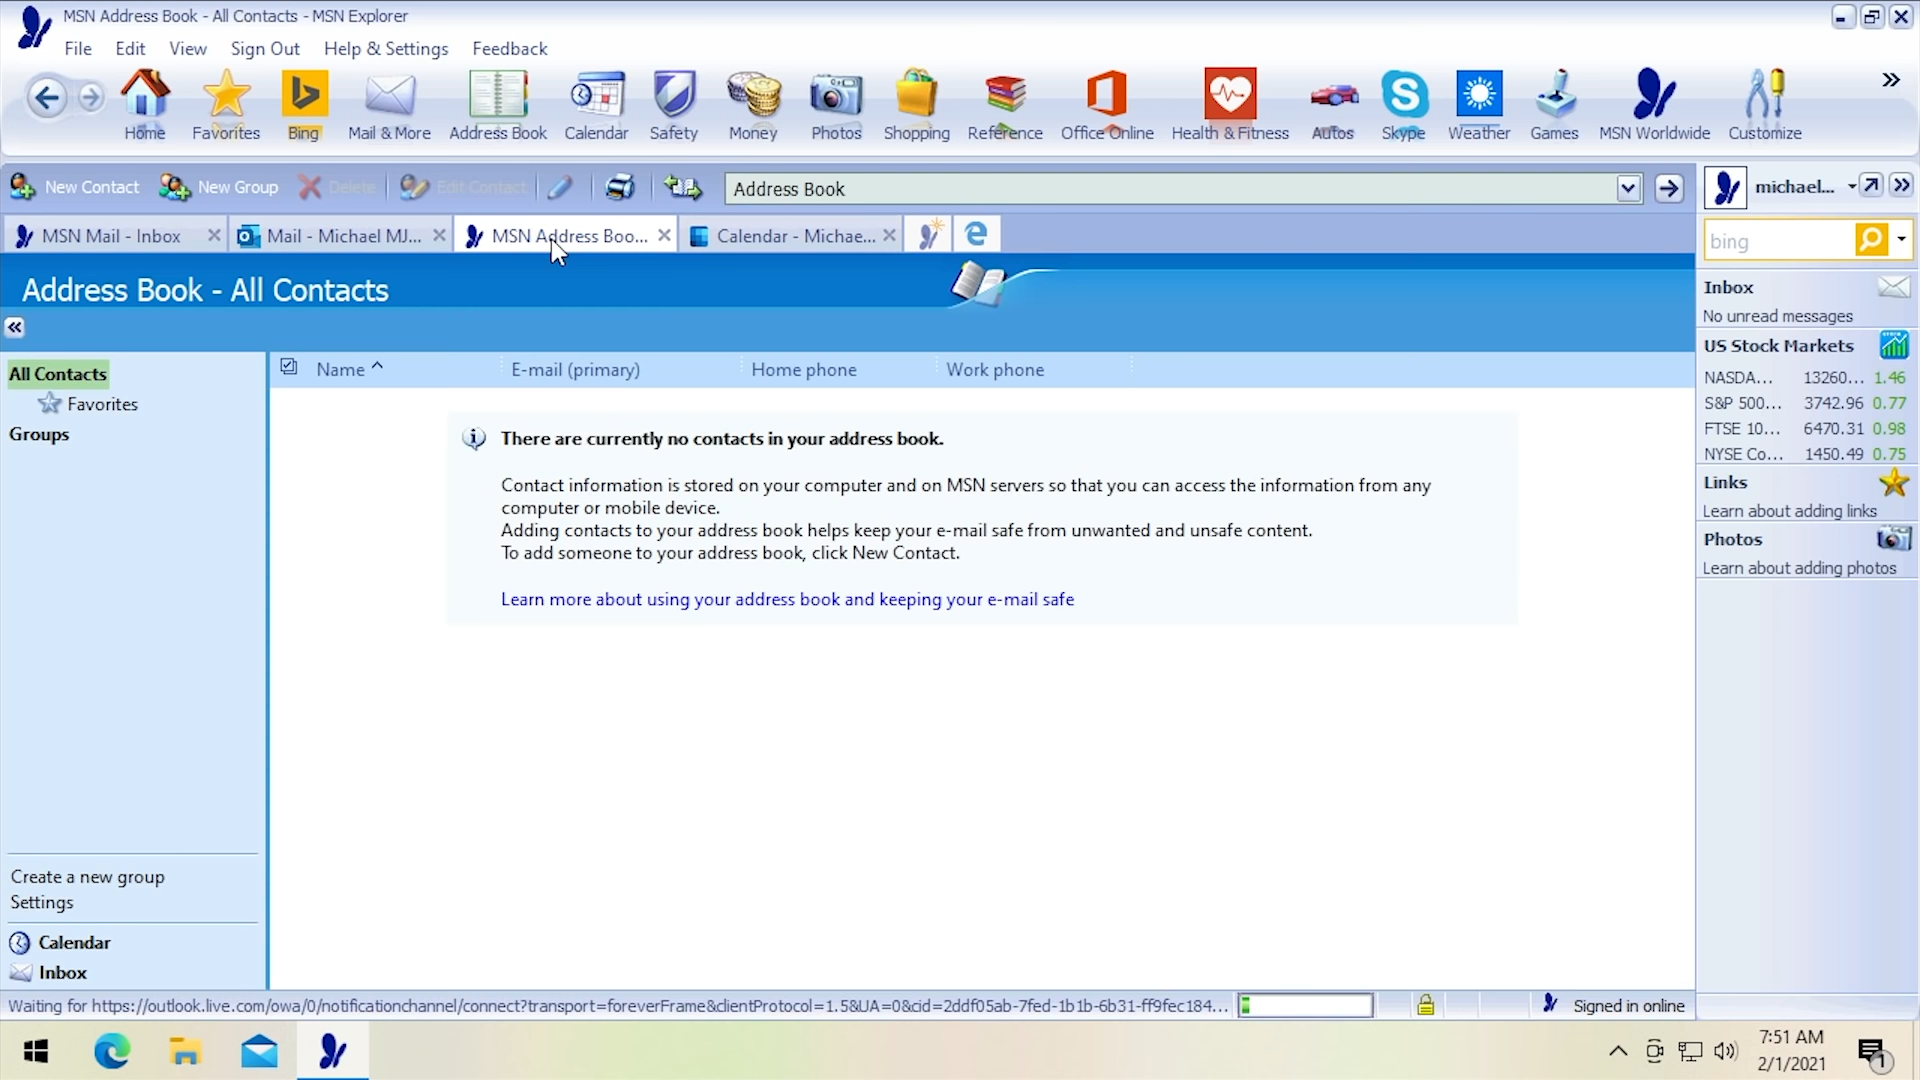 MSN Address Book - All Contacts - MSN Explorer
File Edit View Sign Out Help & Settings Feedback
Home Favorites Bing Mail & More Address Book Calendar Safety Money Photos Shopping Reference Office Online Health & Fitness Autos Skype Weather Games MSN Worldwide Customize
New Contact New Group Delete Edit Contact Address Book
michael...
MSN Mail - Inbox Mail - Michael MJ... MSN Address Boo... Calendar - Michae...
bing
Address Book - All Contacts
Inbox
No unread messages
US Stock Markets
NASDA... 13260... 1.46
S&P 500... 3742.96 0.77
FTSE 10... 6470.31 0.98
NYSE Co... 1450.49 0.75
Links
Learn about adding links
Photos
Learn about adding photos
All Contacts
Favorites
Groups
Name E-mail (primary) Home phone Work phone
There are currently no contacts in your address book.
Contact information is stored on your computer and on MSN servers so that you can access the information from any
computer or mobile device.
Adding contacts to your address book helps keep your e-mail safe from unwanted and unsafe content.
To add someone to your address book, click New Contact.
Learn more about using your address book and keeping your e-mail safe
Create a new group
Settings
Calendar
Inbox
Waiting for https://outlook.live.com/owa/0/notificationchannel/connect?transport=foreverFrame&clientProtocol=1.5&UA=0&cid=2ddf05ab-7fed-1b1b-6b31-ff9fec184...
Signed in online
7:51 AM
2/1/2021
1